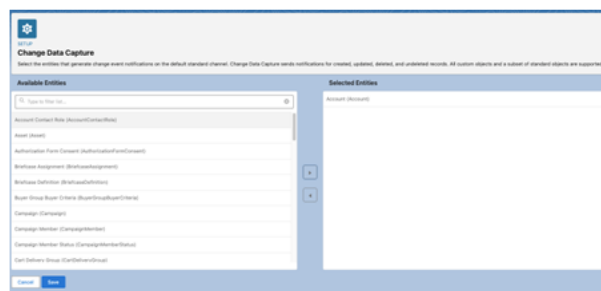 SETUP
Change Data Capture
Select the entities that generate change event notifications on the default standard channel. Change Data Capture sends notifications for created, updated, deleted, and undeleted records. All custom objects and a subset of standard objects are supported
Available Entities
Selected Entities
Type to filter list...
Account (Account)
Account Contact Role (AccountContactRole)
Asset (Asset)
Authorization Form Consent (AuthorizationFormConsent)
Briefcase Assignment (BriefcaseAssignment)
Briefcase Definition (BriefcaseDefinition)
Buyer Group Buyer Criteria (BuyerGroupBuyerCriteria)
Campaign (Campaign)
Campaign Member (CampaignMember)
Campaign Member Status (CampaignMemberStatus)
Cart Delivery Group (CartDeliveryGroup)
Cancel Save